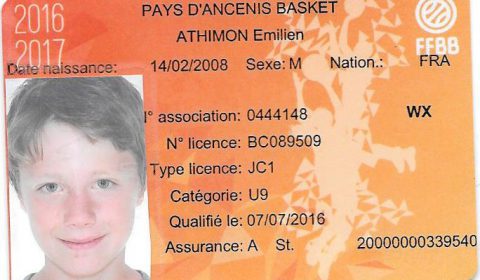 2016
2017
PAYS D'ANCENIS BASKET
ATHIMON Emilien
FFBB
Date naissance: 14/02/2008 Sexe: M Nation.: FRA
N° association: 0444148 WX
N° licence: BC089509
Type licence: JC1
Catégorie: U9
Qualifié le: 07/07/2016
Assurance: A St. 20000000339540